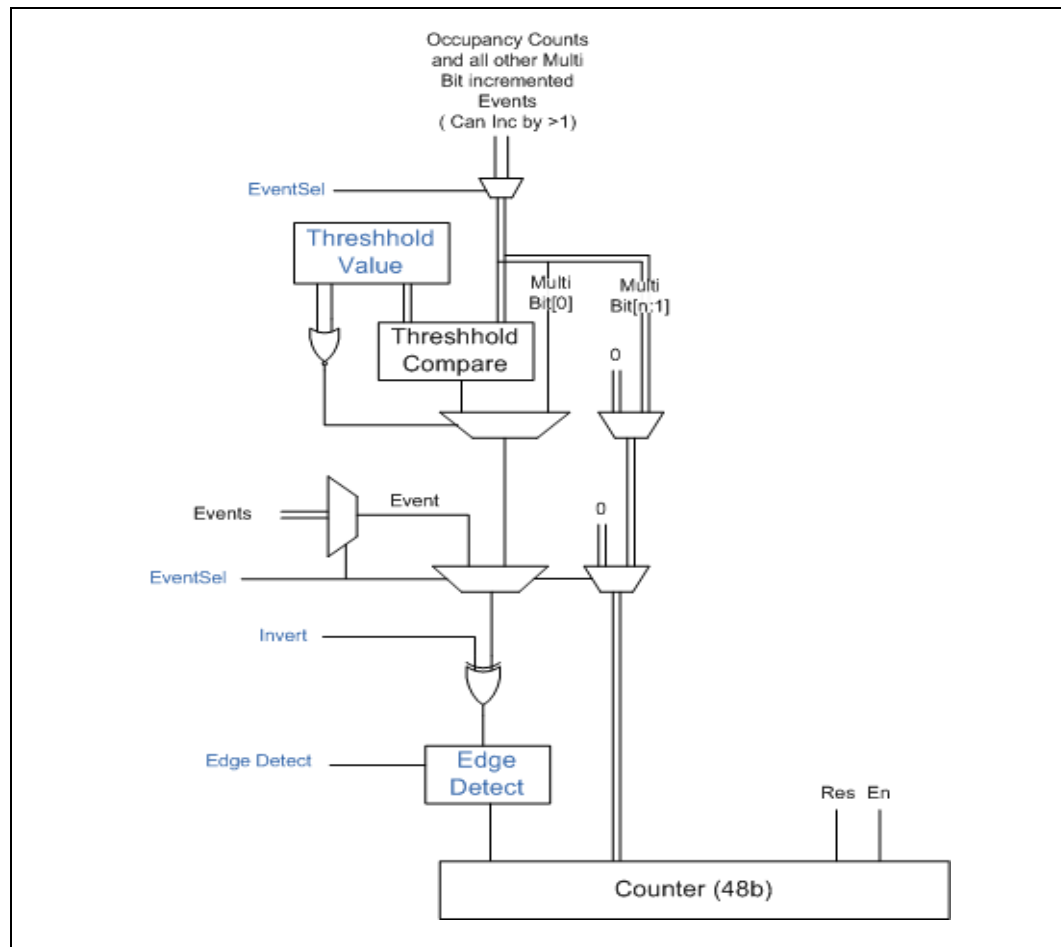 Occupancy Counts
and all other Multi
Bit incremented
Events
( Can Inc by >1)
EventSel
Threshhold
Value
Multi
Bit[0]
Multi
Bit[n:1]
Threshhold
Compare
0
Events
Event
0
EventSel
Invert
Edge Detect
Edge
Detect
Res En
Counter (48b)